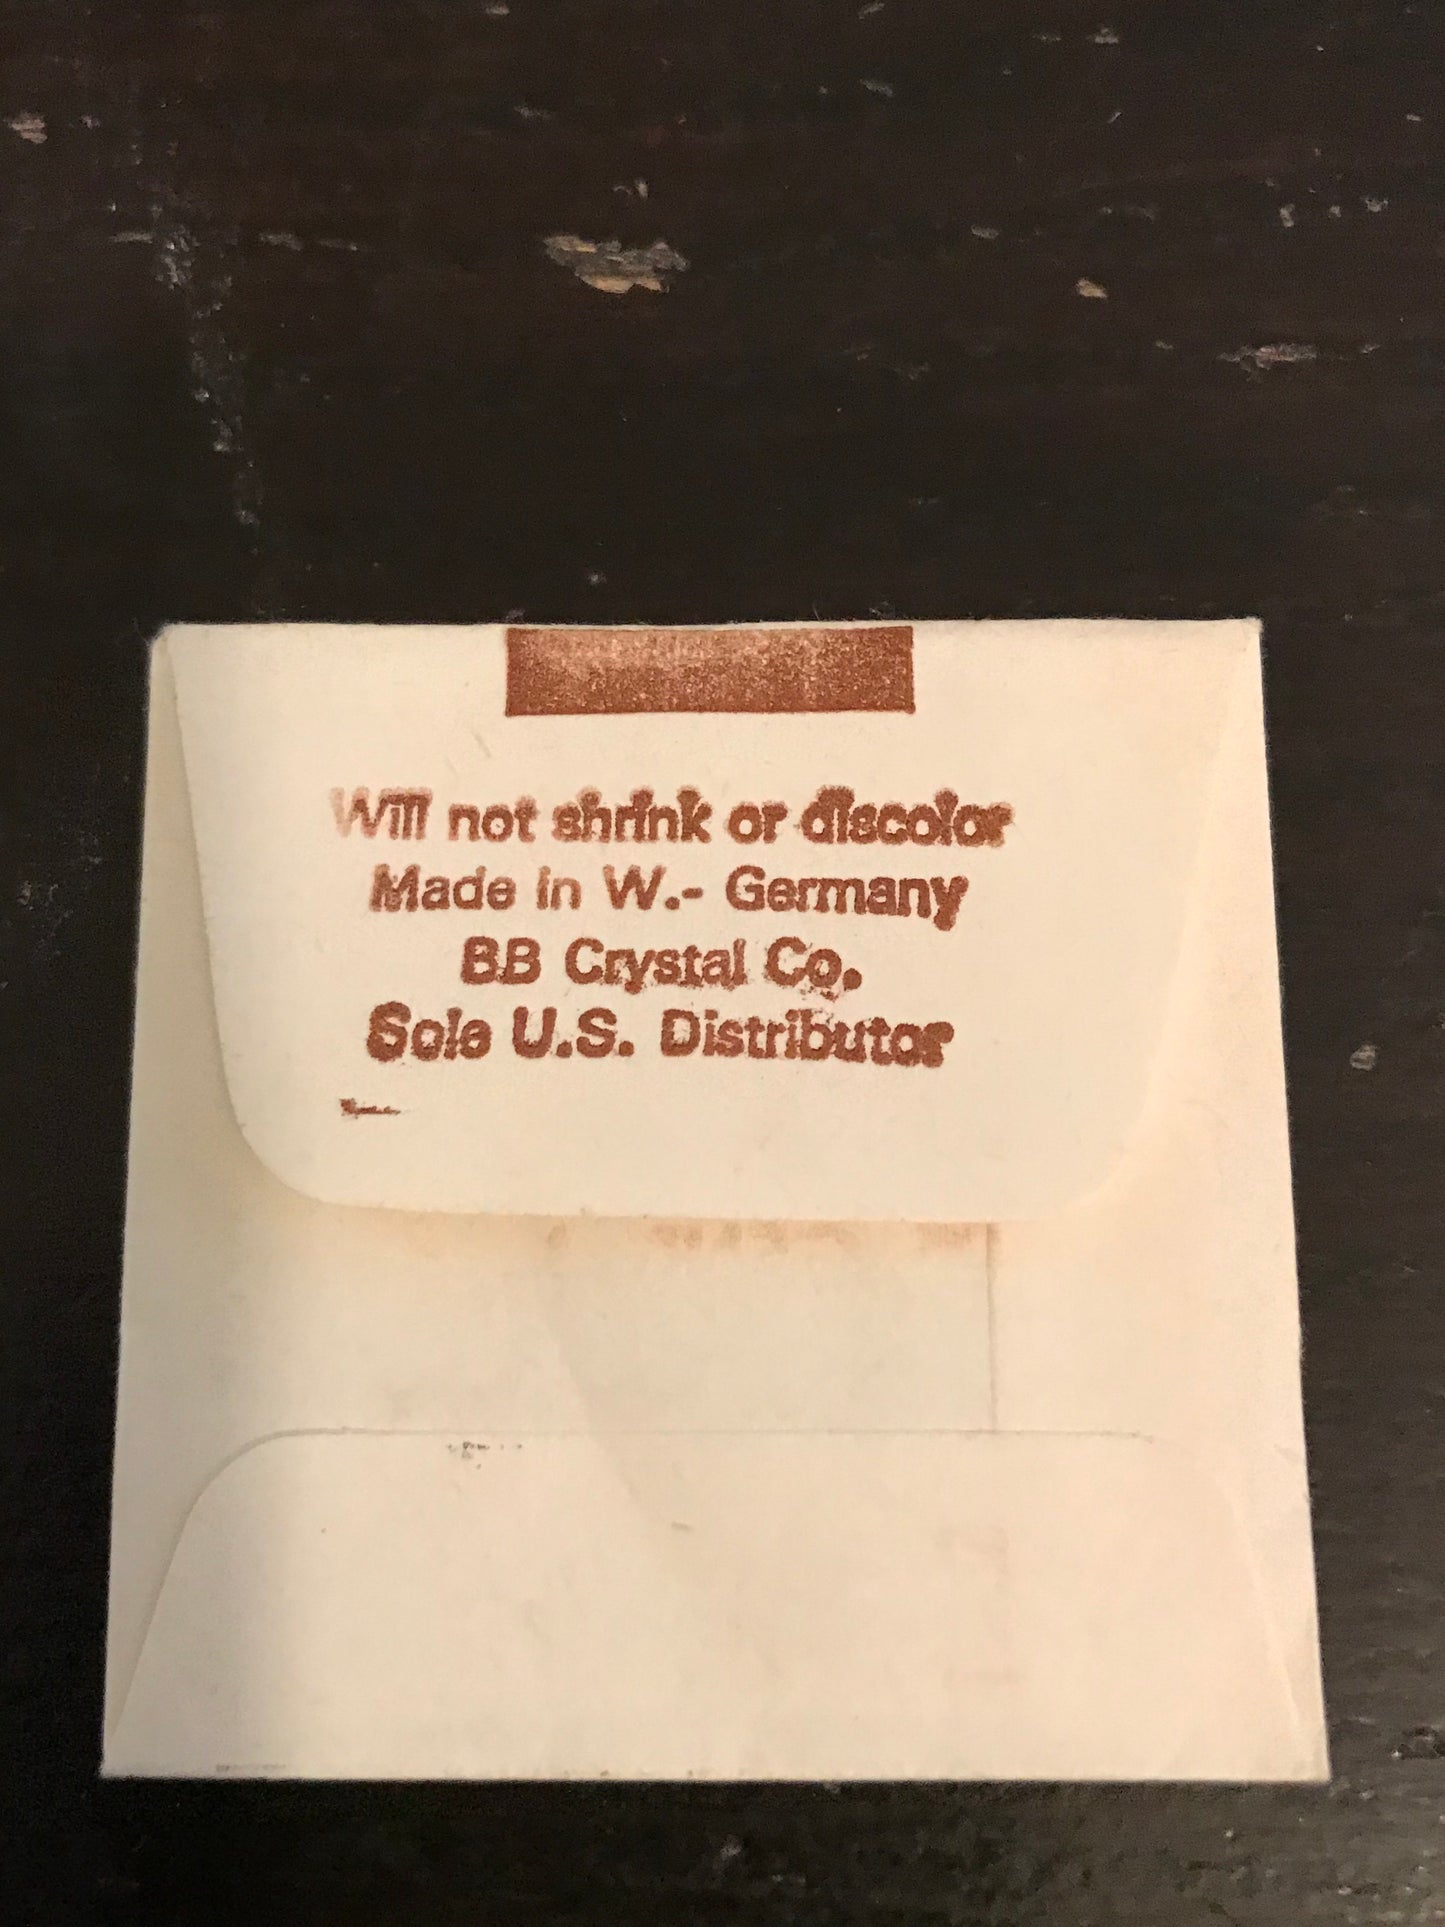 Will not shrink or discolor
Made in W.- Germany
BB Crystal Co.
Sole U.S. Distributor